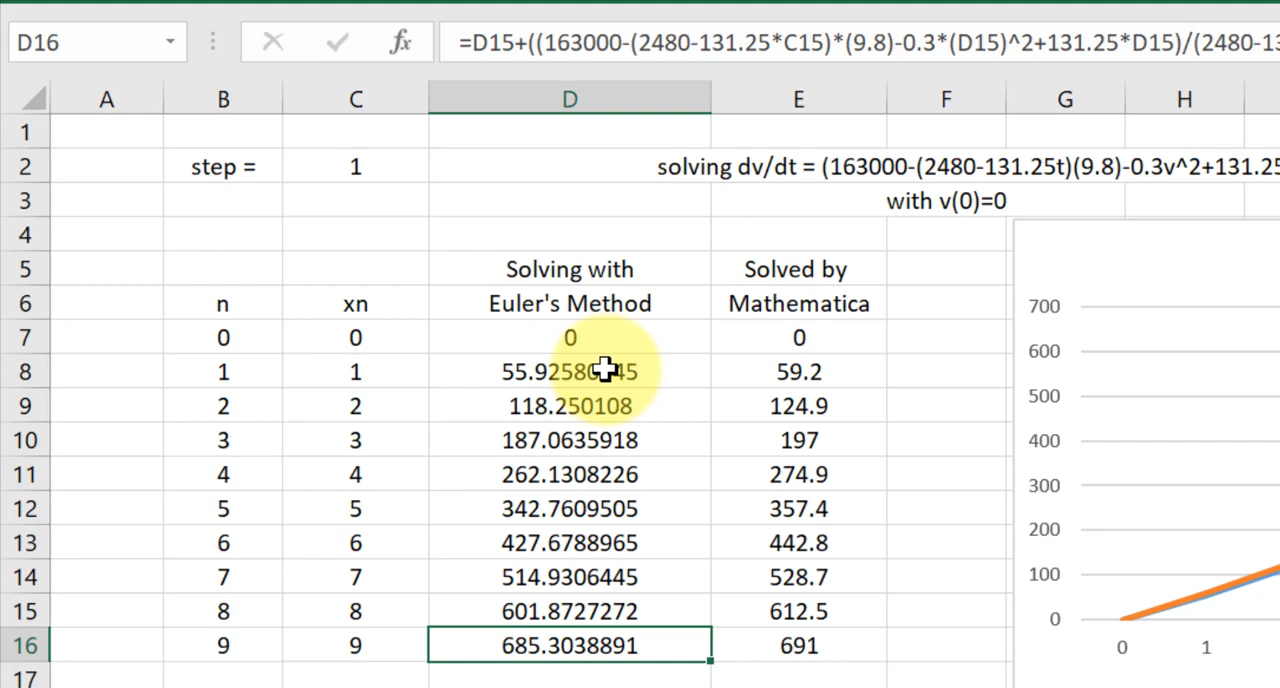 D16 fx =D15+((163000-(2480-131.25*C15)*(9.8)-0.3*(D15)^2+131.25*D15)/(2480-13
A B C D E F G H
1
2 step = 1 solving dv/dt = (163000-(2480-131.25t)(9.8)-0.3v^2+131.25
3 with v(0)=0
4
5 Solving with Solved by
6 n xn Euler's Method Mathematica
7 0 0 0 0
8 1 1 59.2
9 2 2 118.250108 124.9
10 3 3 187.0635918 197
11 4 4 262.1308226 274.9
12 5 5 342.7609505 357.4
13 6 6 427.6788965 442.8
14 7 7 514.9306445 528.7
15 8 8 601.8727272 612.5
16 9 9 685.3038891 691
17
700
600
500
400
300
200
100
0
0 1